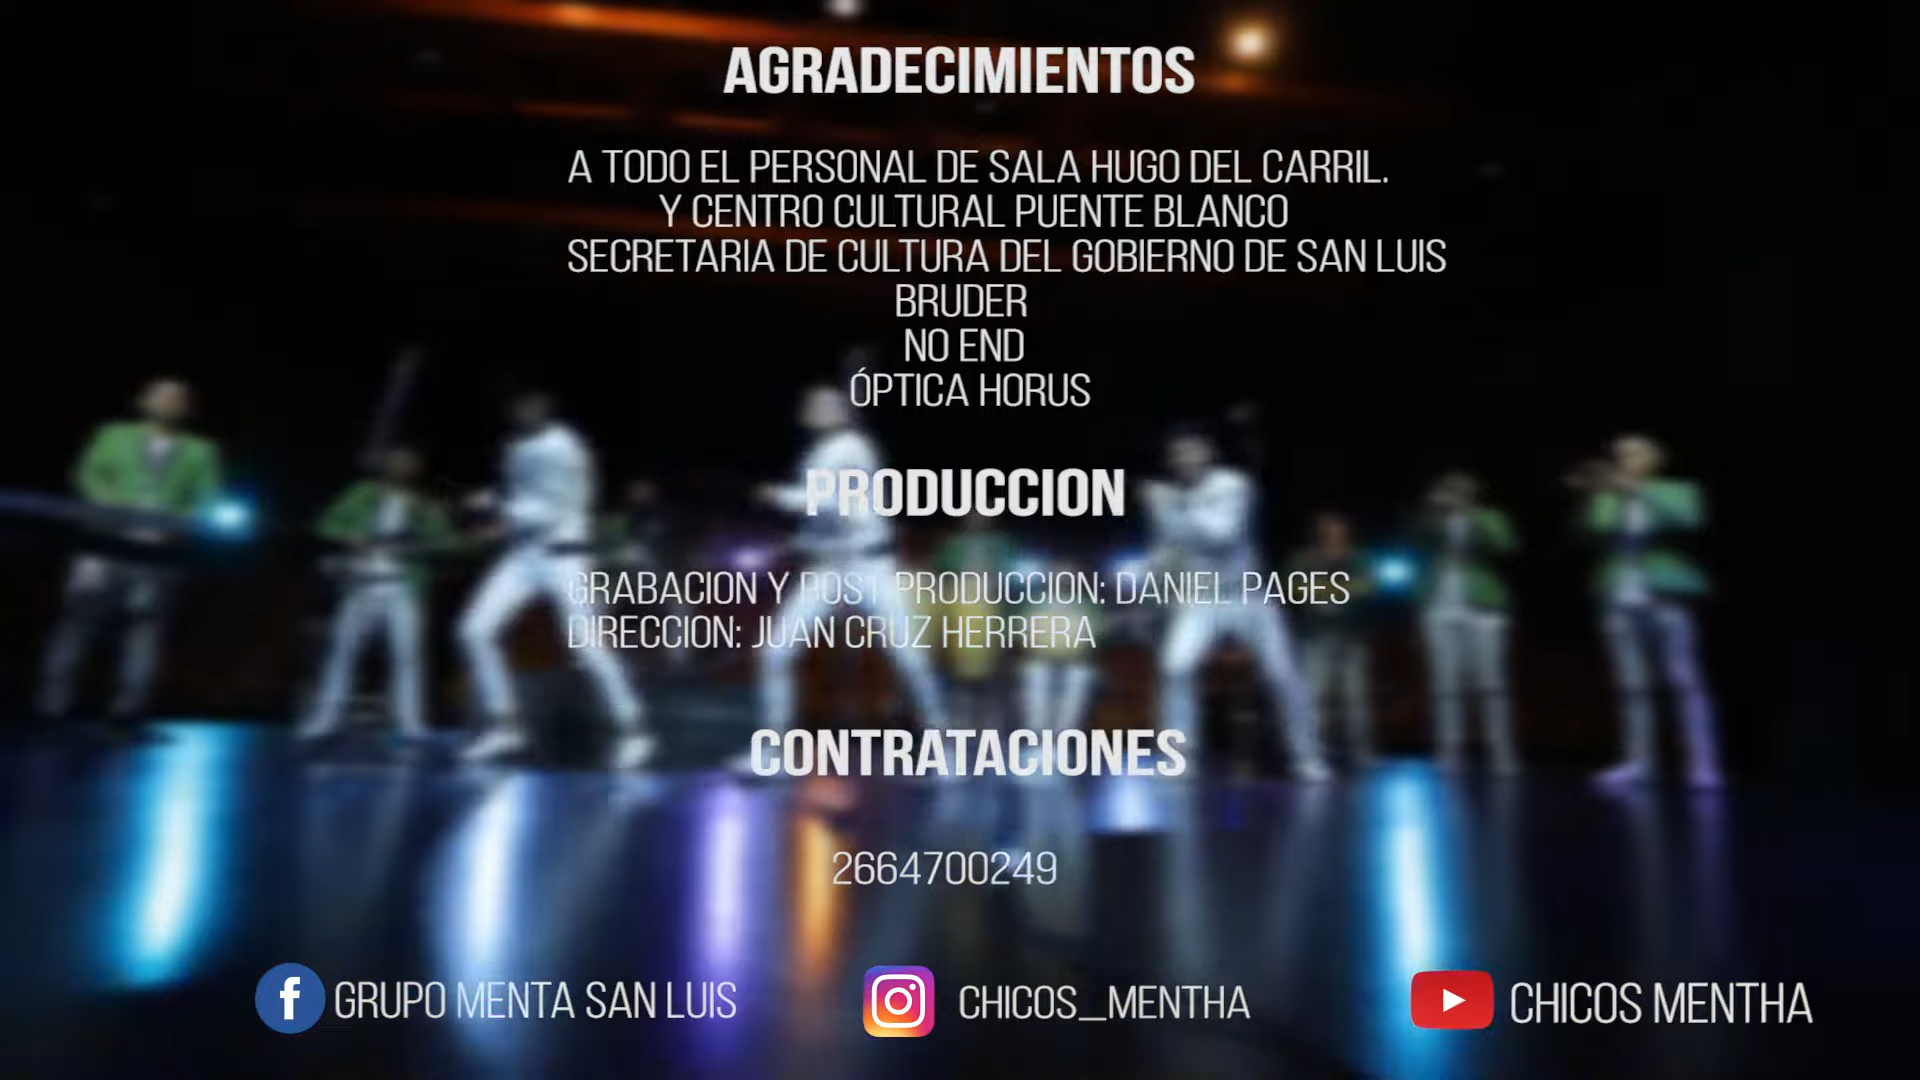 AGRADECIMIENTOS
A TODO EL PERSONAL DE SALA HUGO DEL CARRIL.
Y CENTRO CULTURAL PUENTE BLANCO
SECRETARIA DE CULTURA DEL GOBIERNO DE SAN LUIS
BRUDER
NO END
ÓPTICA HORUS
PRODUCCION
GRABACION Y POST PRODUCCION: DANIEL PAGES
DIRECCION: JUAN CRUZ HERRERA
CONTRATACIONES
2664700249
GRUPO MENTA SAN LUIS
CHICOS_MENTHA
CHICOS MENTHA